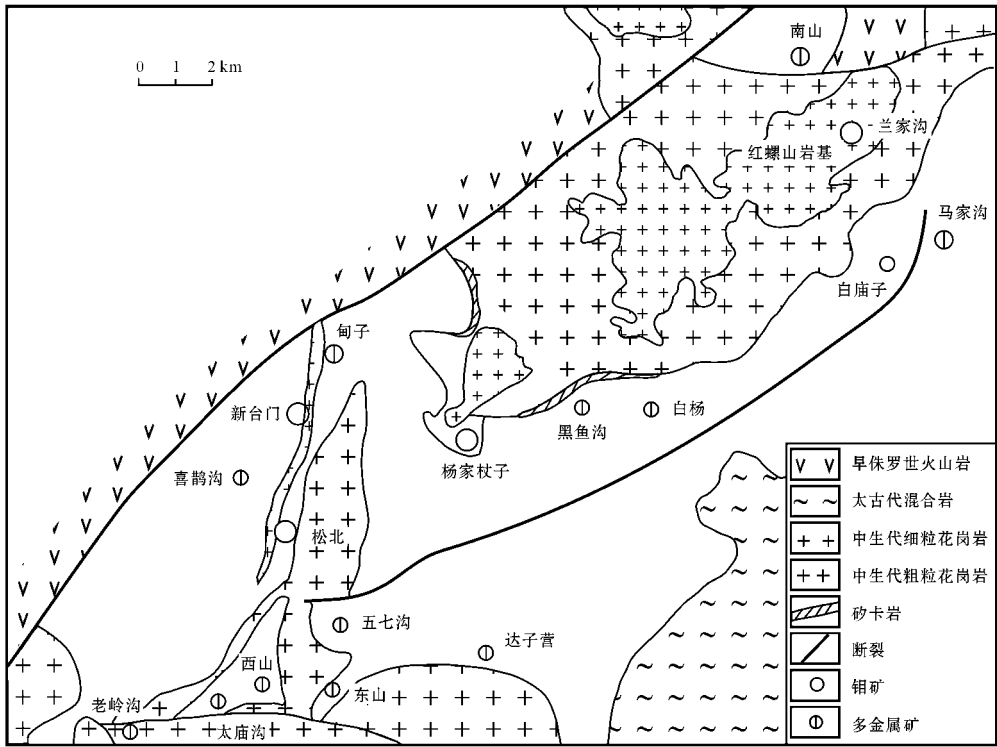 南山
0 1 2 km
兰家沟
红螺山岩基
马家沟
白庙子
甸子
新台门
白杨
黑鱼沟
杨家杖子
喜鹊沟
松北
五七沟
达子营
西山
东山
老岭沟
太庙沟
早侏罗世火山岩
太古代混合岩
中生代细粒花岗岩
中生代粗粒花岗岩
矽卡岩
断裂
钼矿
多金属矿